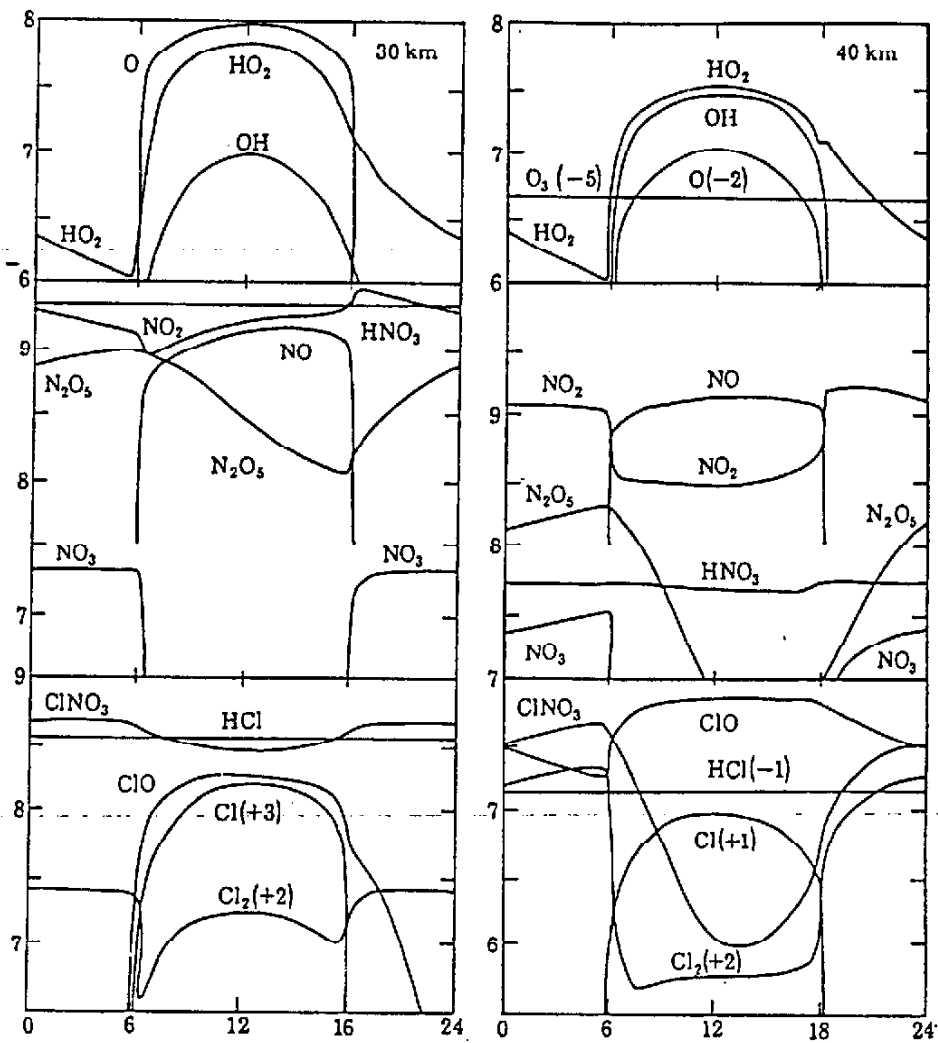 8
30 km
O
HO₂
OH
7
HO₂
6
NO₂
HNO₃
9
NO
N₂O₅
N₂O₅
8
NO₃
NO₃
7
9
ClNO₃
HCl
ClO
8
Cl(+3)
Cl₂(+2)
7
0
6
12
16
24
8
40 km
HO₂
OH
7
O₃(−5)
O(−2)
HO₂
6
NO₂
NO
9
NO₂
N₂O₅
N₂O₅
8
HNO₃
NO₃
NO₃
7
ClNO₃
ClO
HCl(−1)
7
Cl(+1)
6
Cl₂(+2)
0
6
12
18
24